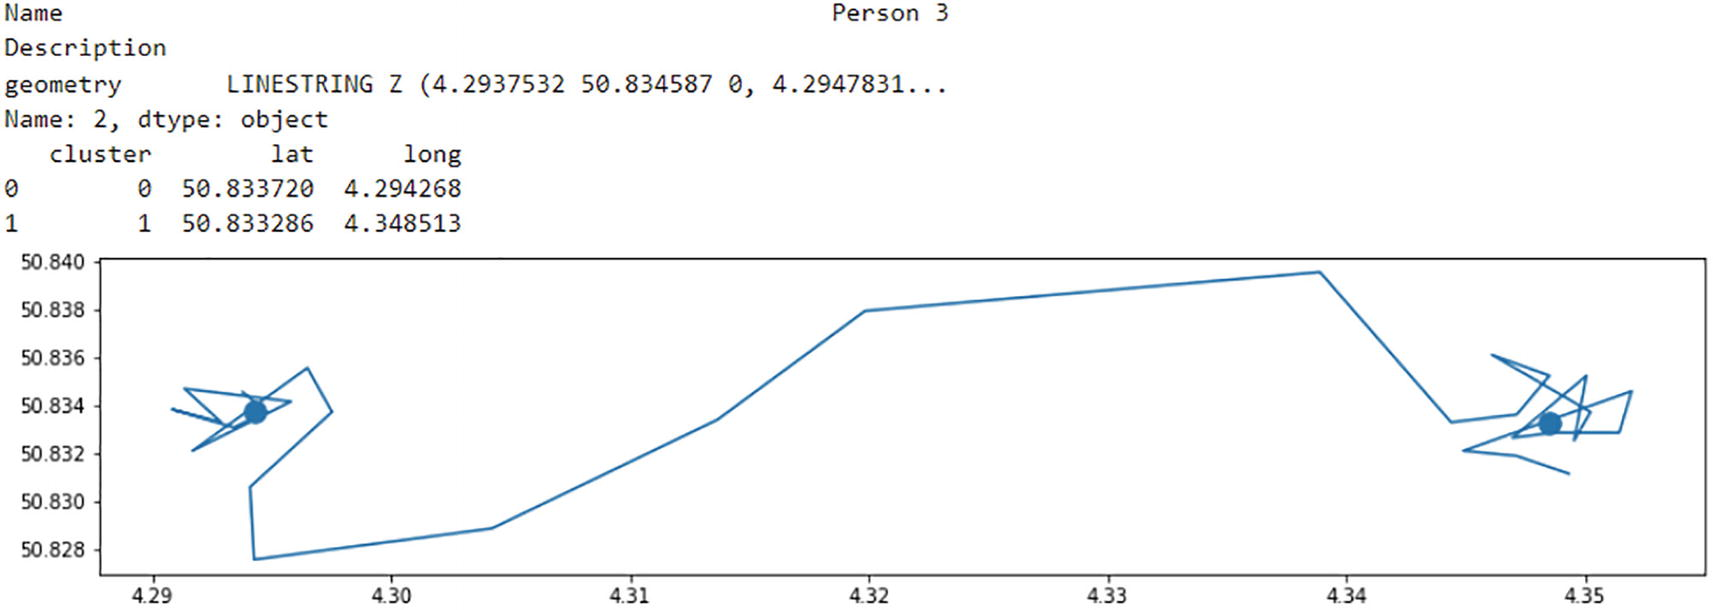 Name Person 3
Description
geometry LINESTRING Z (4.2937532 50.834587 0, 4.2947831...
Name: 2, dtype: object
cluster lat long
0 0 50.833720 4.294268
1 1 50.833286 4.348513
50.840
50.838
50.836
50.834
50.832
50.830
50.828
4.29 4.30 4.31 4.32 4.33 4.34 4.35